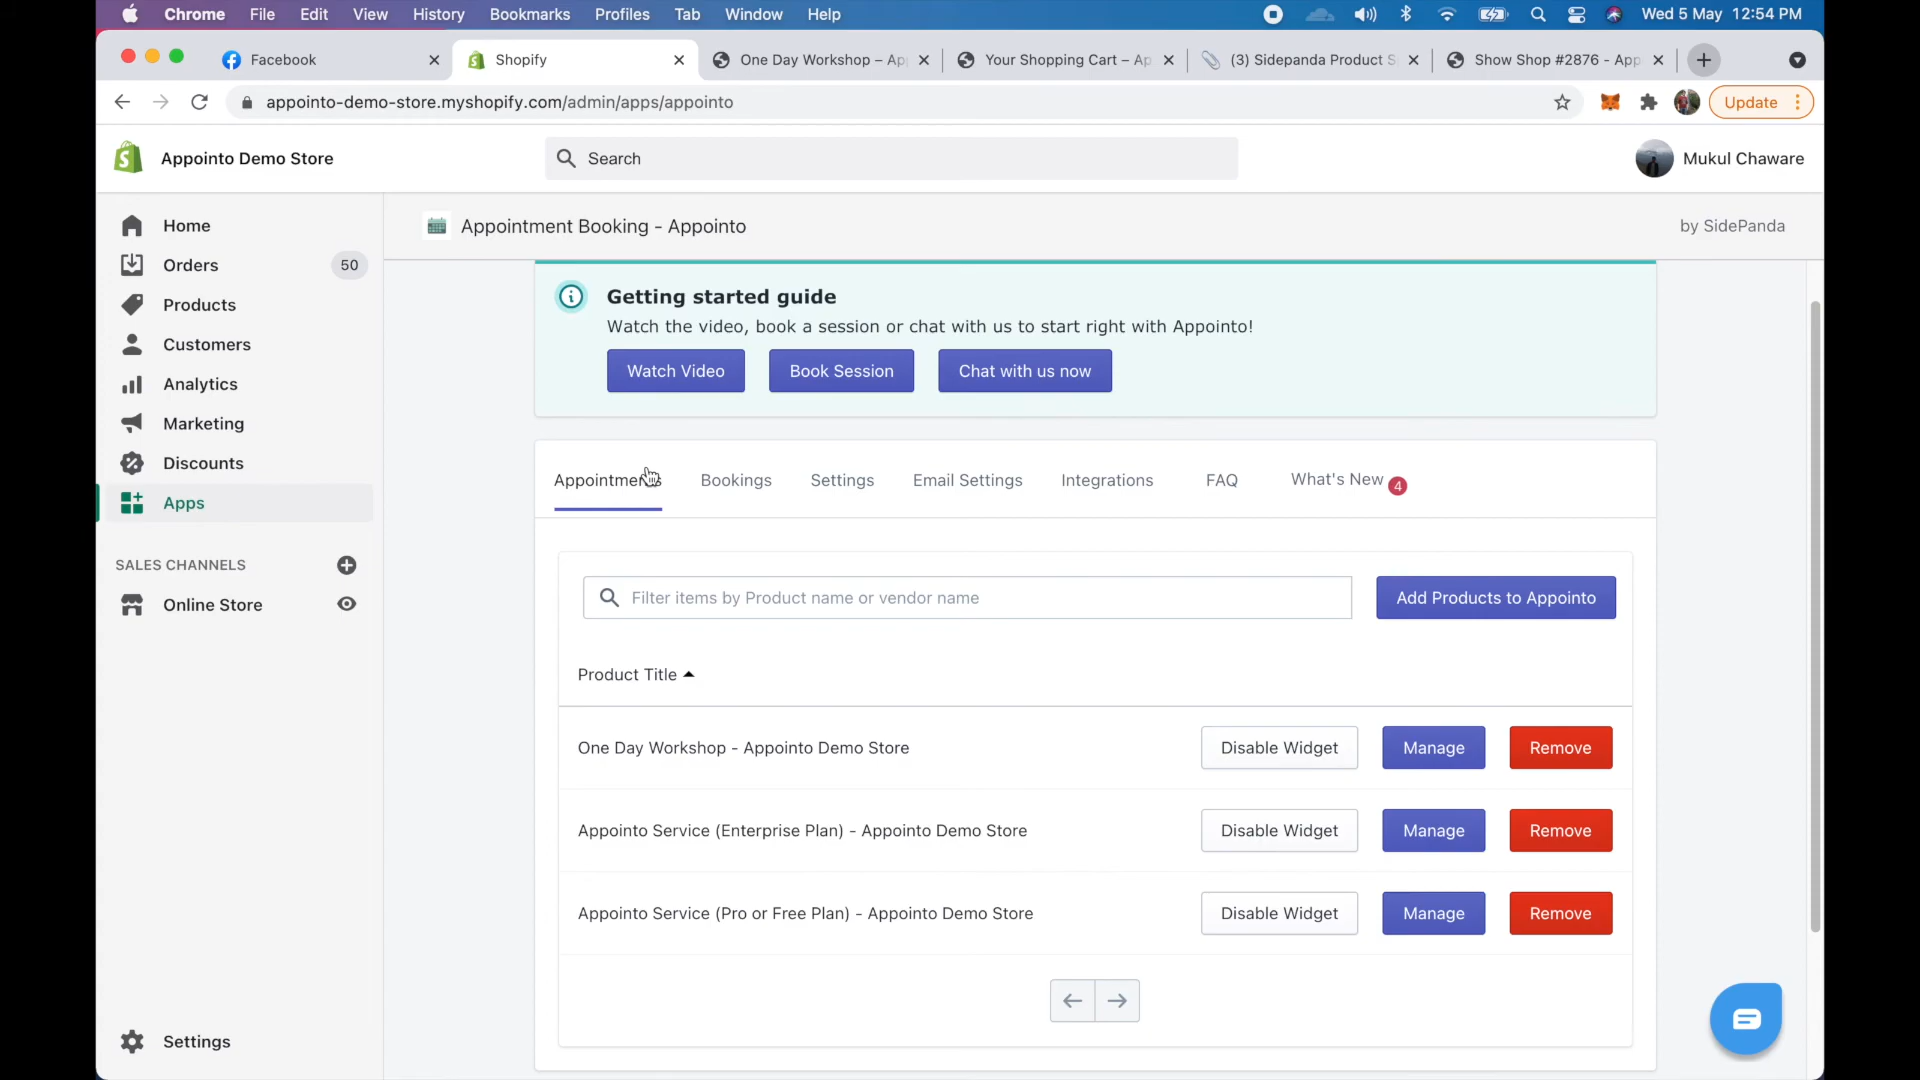 Chrome File Edit View History Bookmarks Profiles Tab Window Help Wed 5 May 12:54 PM
Facebook Shopify One Day Workshop – Ap Your Shopping Cart – Ap (3) Sidepanda Product S Show Shop #2876 - App
appointo-demo-store.myshopify.com/admin/apps/appointo Update
Appointo Demo Store Search Mukul Chaware
Appointment Booking - Appointo by SidePanda
Home
Orders 50
Products
Customers
Analytics
Marketing
Discounts
Apps
SALES CHANNELS
Online Store
Settings
Getting started guide
Watch the video, book a session or chat with us to start right with Appointo!
Watch Video Book Session Chat with us now
Appointments Bookings Settings Email Settings Integrations FAQ What's New 4
Filter items by Product name or vendor name Add Products to Appointo
Product Title
One Day Workshop - Appointo Demo Store Disable Widget Manage Remove
Appointo Service (Enterprise Plan) - Appointo Demo Store Disable Widget Manage Remove
Appointo Service (Pro or Free Plan) - Appointo Demo Store Disable Widget Manage Remove